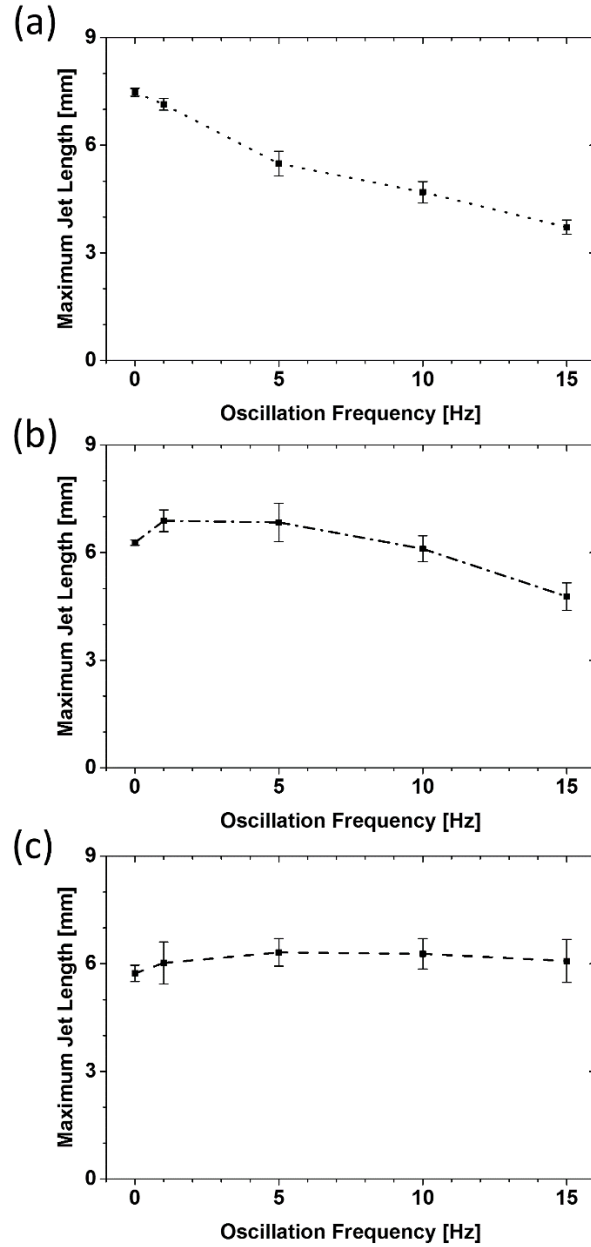 (a)
Maximum Jet Length [mm]
9
6
3
0
0 5 10 15
Oscillation Frequency [Hz]
(b)
Maximum Jet Length [mm]
9
6
3
0
0 5 10 15
Oscillation Frequency [Hz]
(c)
Maximum Jet Length [mm]
9
6
3
0
0 5 10 15
Oscillation Frequency [Hz]